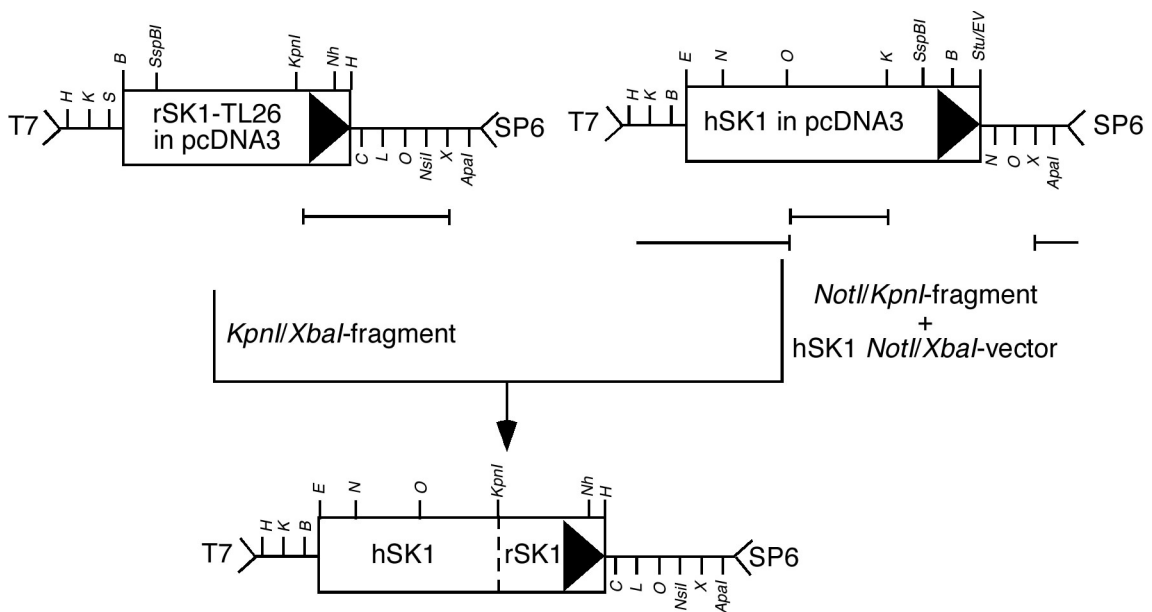 B SspBI KpnI Nh H
H K S
T7
rSK1-TL26
in pcDNA3
SP6
C L O NsiI X ApaI
E N O K SspBI B Stu/EV
H K B
T7
hSK1 in pcDNA3
SP6
N O X ApaI
KpnI/XbaI-fragment
NotI/KpnI-fragment
+
hSK1 NotI/XbaI-vector
E N O KpnI Nh H
H K B
T7
hSK1 rSK1
SP6
C L O NsiI X ApaI